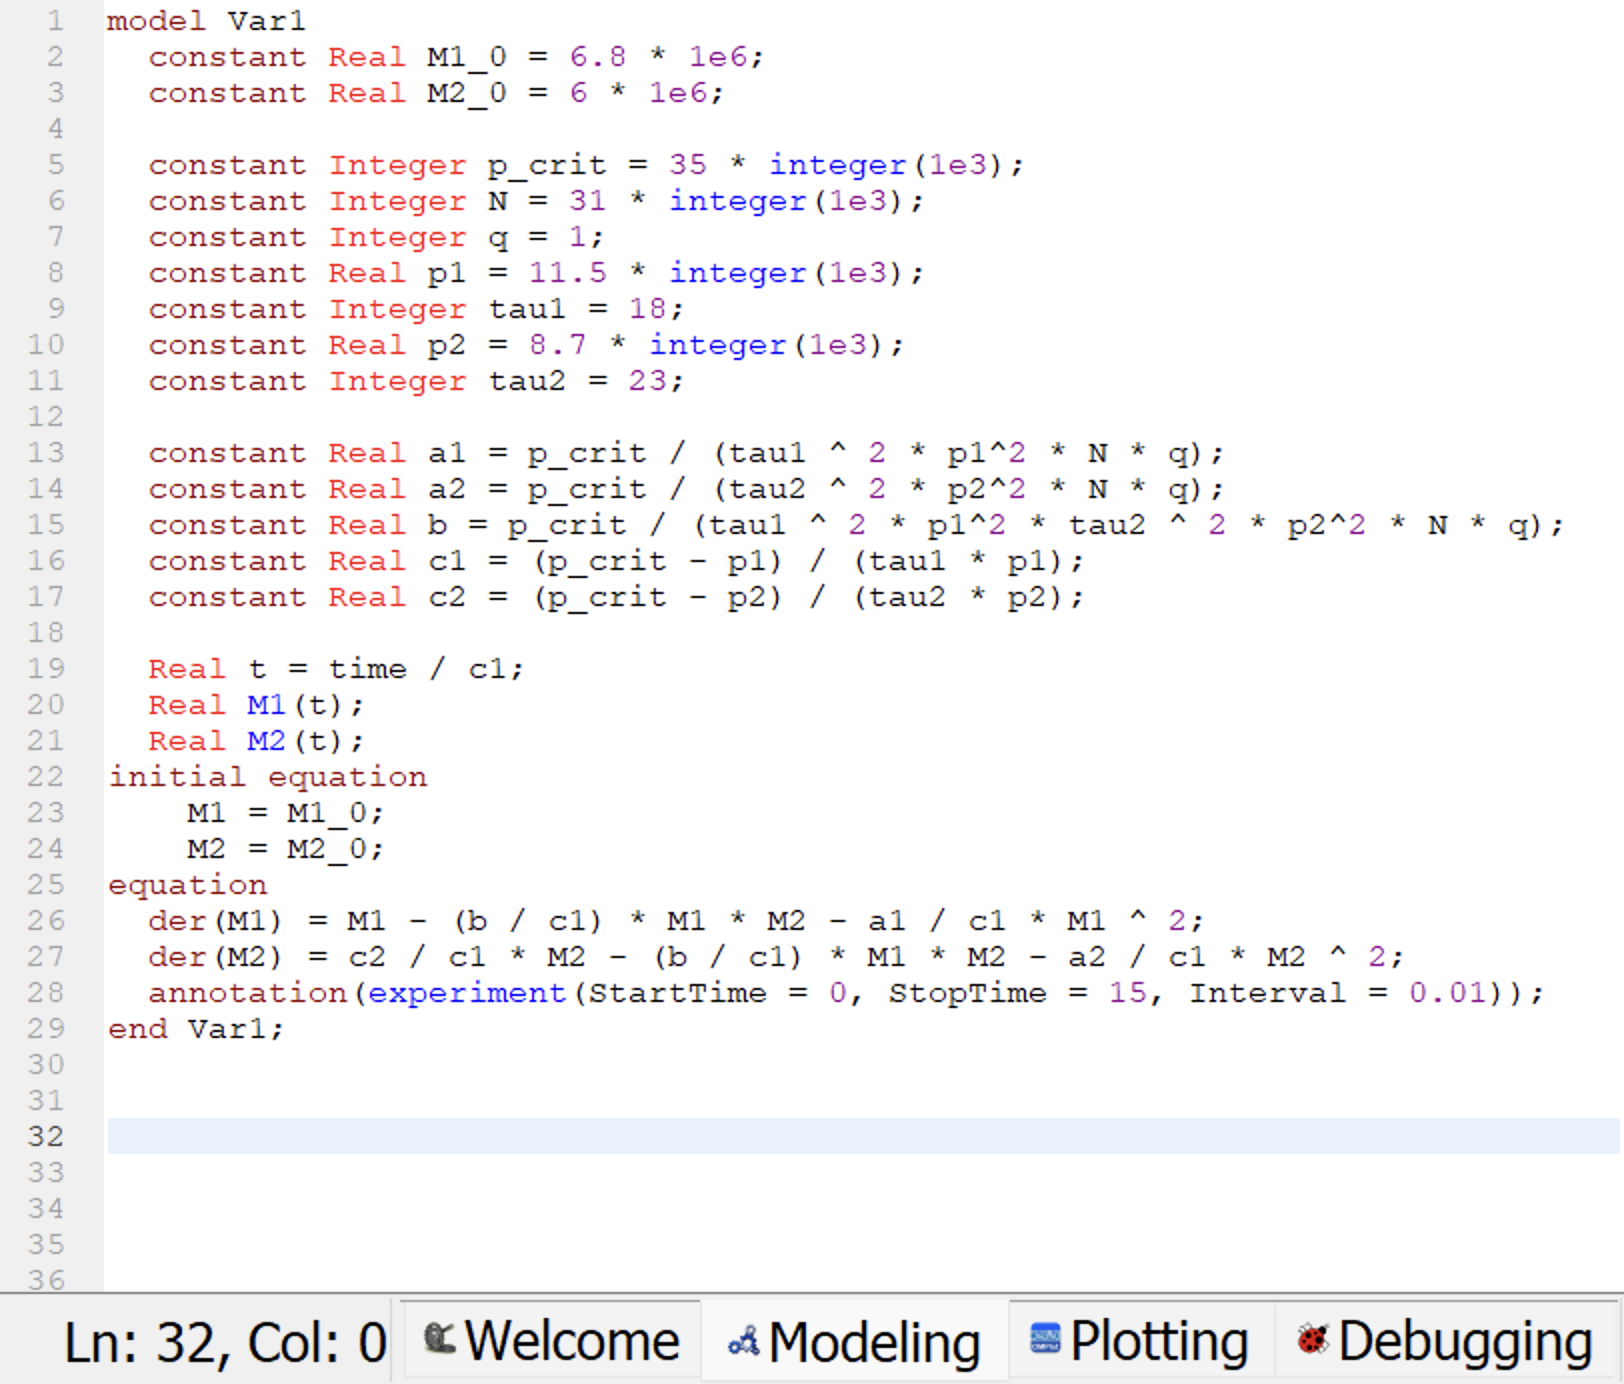 1 model Var1
2 constant Real M1_0 = 6.8 * 1e6;
3 constant Real M2_0 = 6 * 1e6;
4
5 constant Integer p_crit = 35 * integer(1e3);
6 constant Integer N = 31 * integer(1e3);
7 constant Integer q = 1;
8 constant Real p1 = 11.5 * integer(1e3);
9 constant Integer tau1 = 18;
10 constant Real p2 = 8.7 * integer(1e3);
11 constant Integer tau2 = 23;
12
13 constant Real a1 = p_crit / (tau1 ^ 2 * p1^2 * N * q);
14 constant Real a2 = p_crit / (tau2 ^ 2 * p2^2 * N * q);
15 constant Real b = p_crit / (tau1 ^ 2 * p1^2 * tau2 ^ 2 * p2^2 * N * q);
16 constant Real c1 = (p_crit - p1) / (tau1 * p1);
17 constant Real c2 = (p_crit - p2) / (tau2 * p2);
18
19 Real t = time / c1;
20 Real M1(t);
21 Real M2(t);
22 initial equation
23 M1 = M1_0;
24 M2 = M2_0;
25 equation
26 der(M1) = M1 - (b / c1) * M1 * M2 - a1 / c1 * M1 ^ 2;
27 der(M2) = c2 / c1 * M2 - (b / c1) * M1 * M2 - a2 / c1 * M2 ^ 2;
28 annotation(experiment(StartTime = 0, StopTime = 15, Interval = 0.01));
29 end Var1;
30
31
32
33
34
35
36
Ln: 32, Col: 0 Welcome Modeling Plotting Debugging